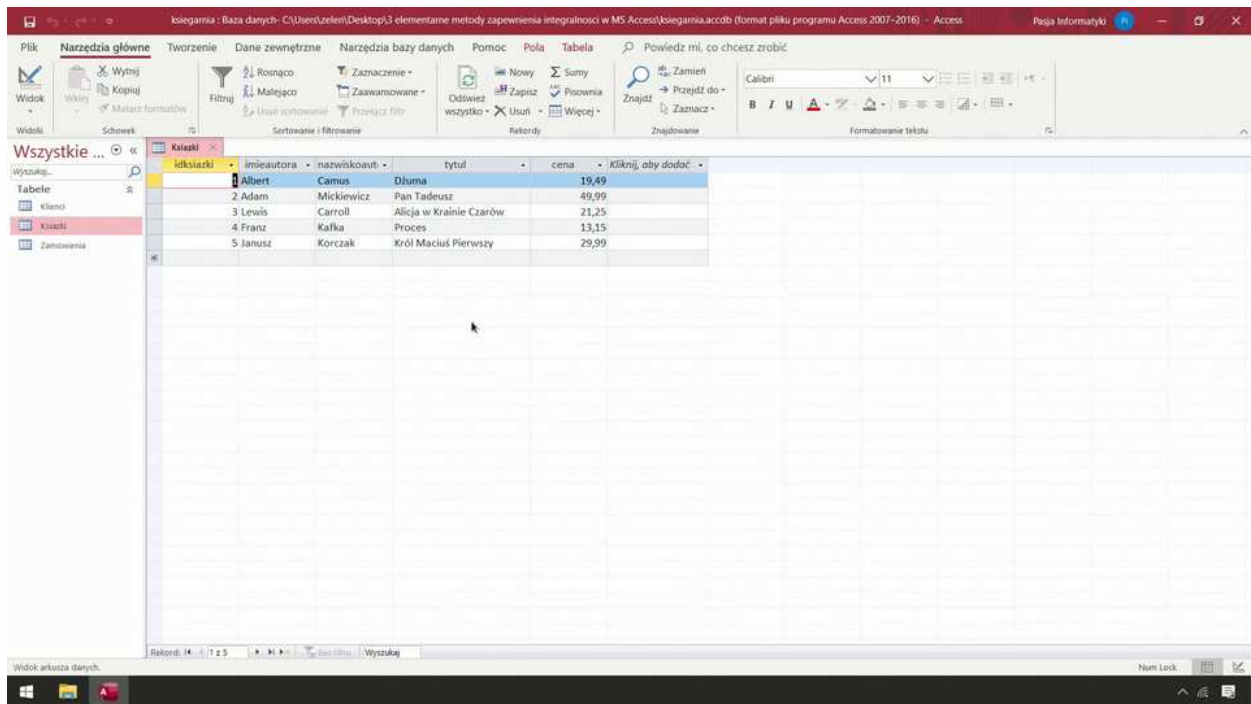 ksiegarnia : Baza danych- C:\Users\zelen\Desktop\3 elementarne metody zapewnienia integralnosci w MS Access\ksiegarnia.accdb (format pliku programu Access 2007–2016) - Access
Pasja Informatyki
PI
Plik Narzędzia główne Tworzenie Dane zewnętrzne Narzędzia bazy danych Pomoc Pola Tabela Powiedz mi, co chcesz zrobić
Widok
Wklej
Wytnij
Kopiuj
Malarz formatów
Filtruj
Rosnąco
Malejąco
Usuń sortowanie
Zaznaczenie
Zaawansowane
Przełącz filtr
Odśwież
wszystko
Nowy
Zapisz
Usuń
Sumy
Pisownia
Więcej
Znajdź
Zamień
Przejdź do
Zaznacz
Calibri 11
B I U A
Widoki Schowek Sortowanie i filtrowanie Rekordy Znajdowanie Formatowanie tekstu
Wszystkie ...
Wyszukaj...
Tabele
Klienci
Ksiazki
Zamowienia
Ksiazki
idksiazki imieautora nazwiskoauto tytul cena Kliknij, aby dodać
1 Albert Camus Dżuma 19,49
2 Adam Mickiewicz Pan Tadeusz 49,99
3 Lewis Carroll Alicja w Krainie Czarów 21,25
4 Franz Kafka Proces 13,15
5 Janusz Korczak Król Maciuś Pierwszy 29,99
Rekord: 1 z 5 Bez filtru Wyszukaj
Widok arkusza danych.
Num Lock